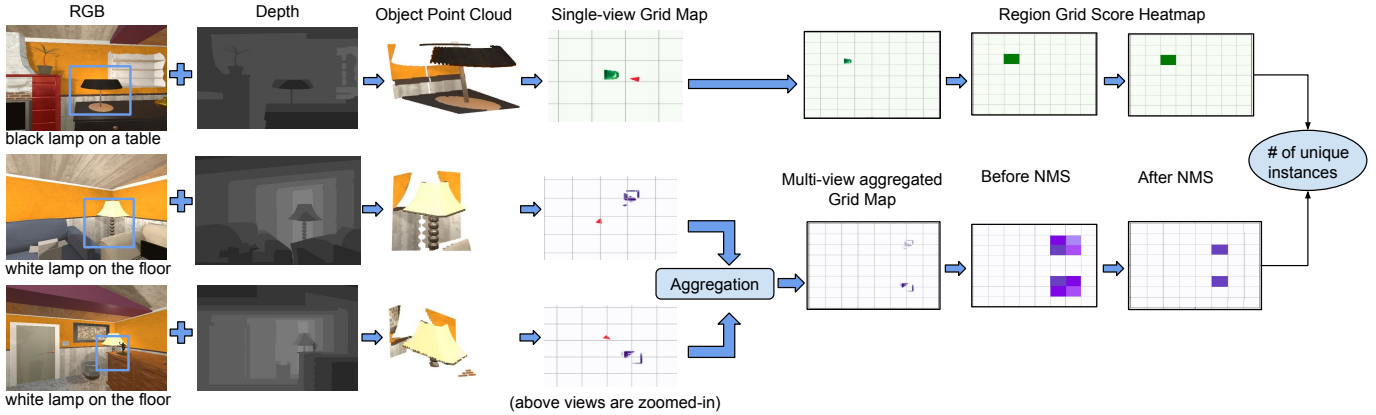 RGB
Depth
Object Point Cloud
Single-view Grid Map
Region Grid Score Heatmap
black lamp on a table
# of unique
instances
Multi-view aggregated
Grid Map
Before NMS
After NMS
white lamp on the floor
Aggregation
white lamp on the floor
(above views are zoomed-in)